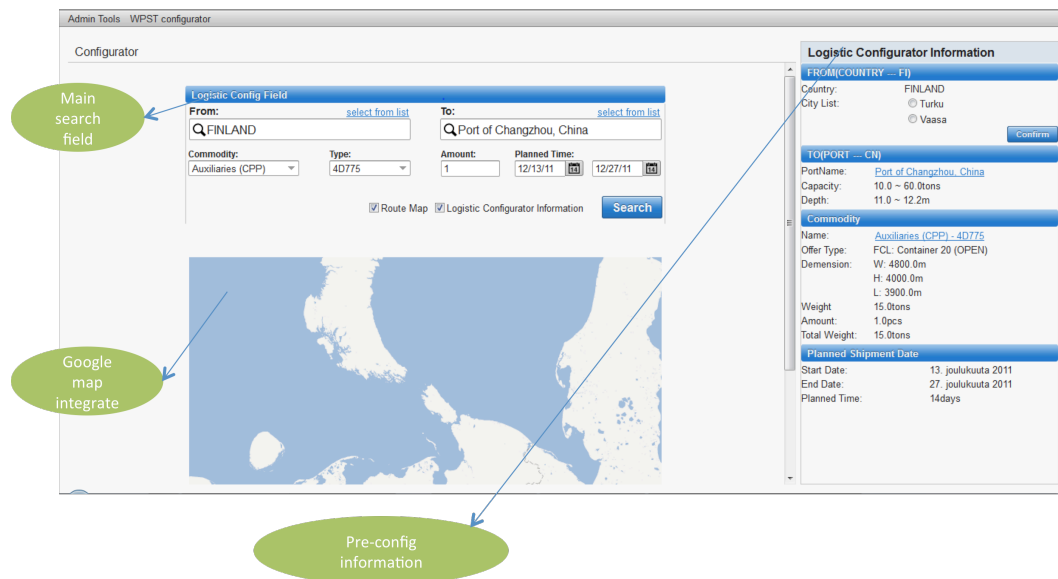 Admin Tools WPST configurator
Configurator
Main
search
field
Logistic Config Field
From: select from list To: select from list
FINLAND Port of Changzhou, China
Commodity: Type: Amount: Planned Time:
Auxiliaries (CPP) 4D775 1 12/13/11 14 12/27/11 14
Route Map Logistic Configurator Information Search
Google
map
integrate
Pre-config
information
Logistic Configurator Information
FROM(COUNTRY --- FI)
Country: FINLAND
City List: Turku
Vaasa
Confirm
TO(PORT --- CN)
PortName: Port of Changzhou, China
Capacity: 10.0 ~ 60.0tons
Depth: 11.0 ~ 12.2m
Commodity
Name: Auxiliaries (CPP) - 4D775
Offer Type: FCL: Container 20 (OPEN)
Demension: W: 4800.0m
H: 4000.0m
L: 3900.0m
Weight 15.0tons
Amount: 1.0pcs
Total Weight: 15.0tons
Planned Shipment Date
Start Date: 13. joulukuuta 2011
End Date: 27. joulukuuta 2011
Planned Time: 14days